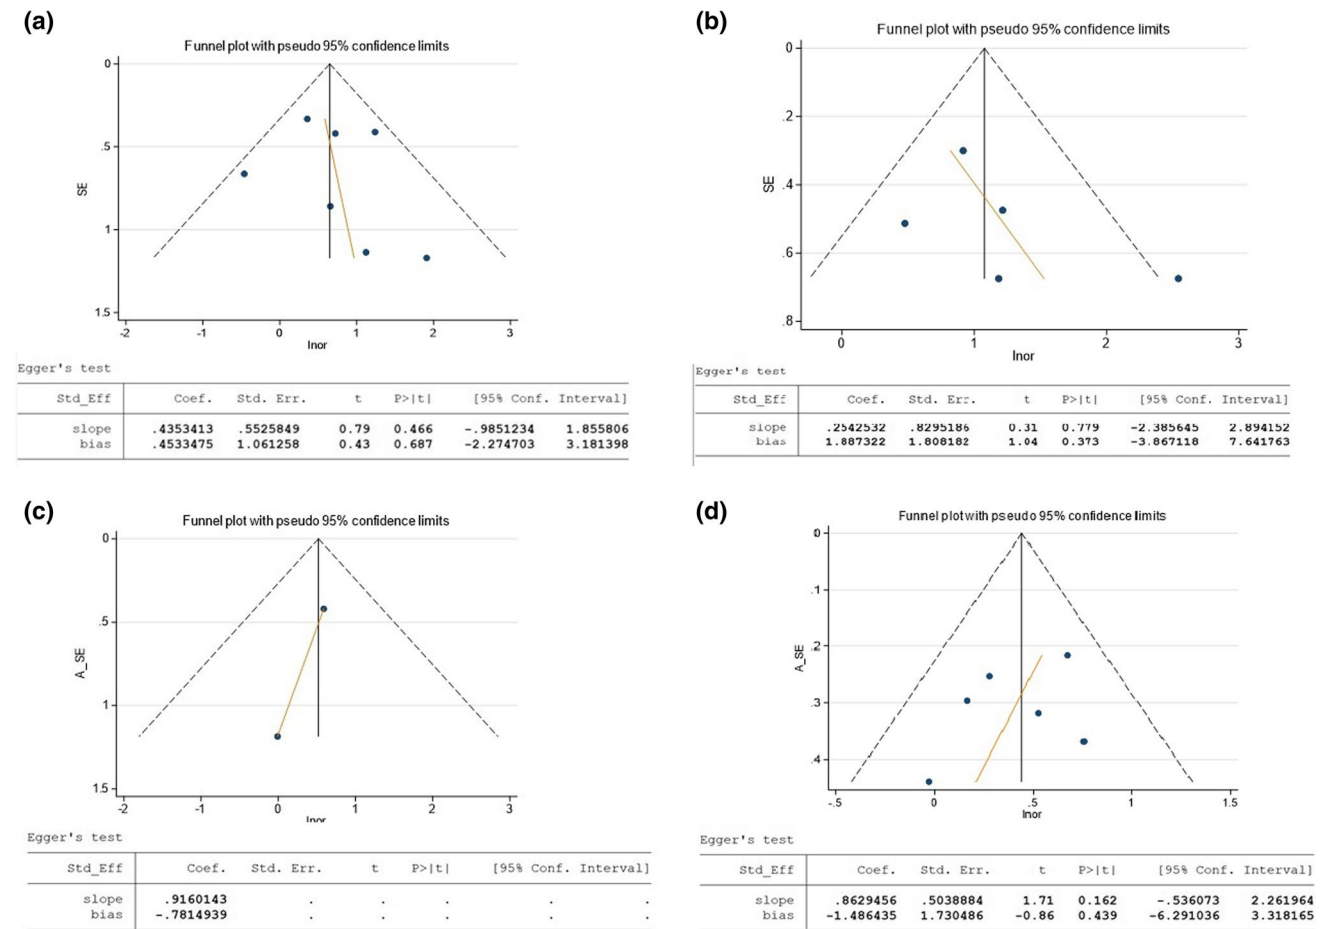 (a)
Funnel plot with pseudo 95% confidence limits
0
.5
1
1.5
SE
-2 -1 0 1 2 3
lnor
Egger's test
Std_Eff Coef. Std. Err. t P>|t| [95% Conf. Interval]
slope .4353413 .5525849 0.79 0.466 -.9851234 1.855806
bias .4533475 1.061258 0.43 0.687 -2.274703 3.181398
(b)
Funnel plot with pseudo 95% confidence limits
0
.2
.4
.6
.8
SE
0 1 2 3
lnor
Egger's test
Std_Eff Coef. Std. Err. t P>|t| [95% Conf. Interval]
slope .2542532 .8295186 0.31 0.779 -2.385645 2.894152
bias 1.887322 1.808182 1.04 0.373 -3.867118 7.641763
(c)
Funnel plot with pseudo 95% confidence limits
0
.5
1
1.5
A_SE
-2 -1 0 1 2 3
lnor
Egger's test
Std_Eff Coef. Std. Err. t P>|t| [95% Conf. Interval]
slope .9160143 . . . . .
bias -.7814939 . . . . .
(d)
Funnel plot with pseudo 95% confidence limits
0
.1
.2
.3
.4
A_SE
-.5 0 .5 1 1.5
lnor
Egger's test
Std_Eff Coef. Std. Err. t P>|t| [95% Conf. Interval]
slope .8629456 .5038884 1.71 0.162 -.536073 2.261964
bias -1.486435 1.730486 -0.86 0.439 -6.291036 3.318165